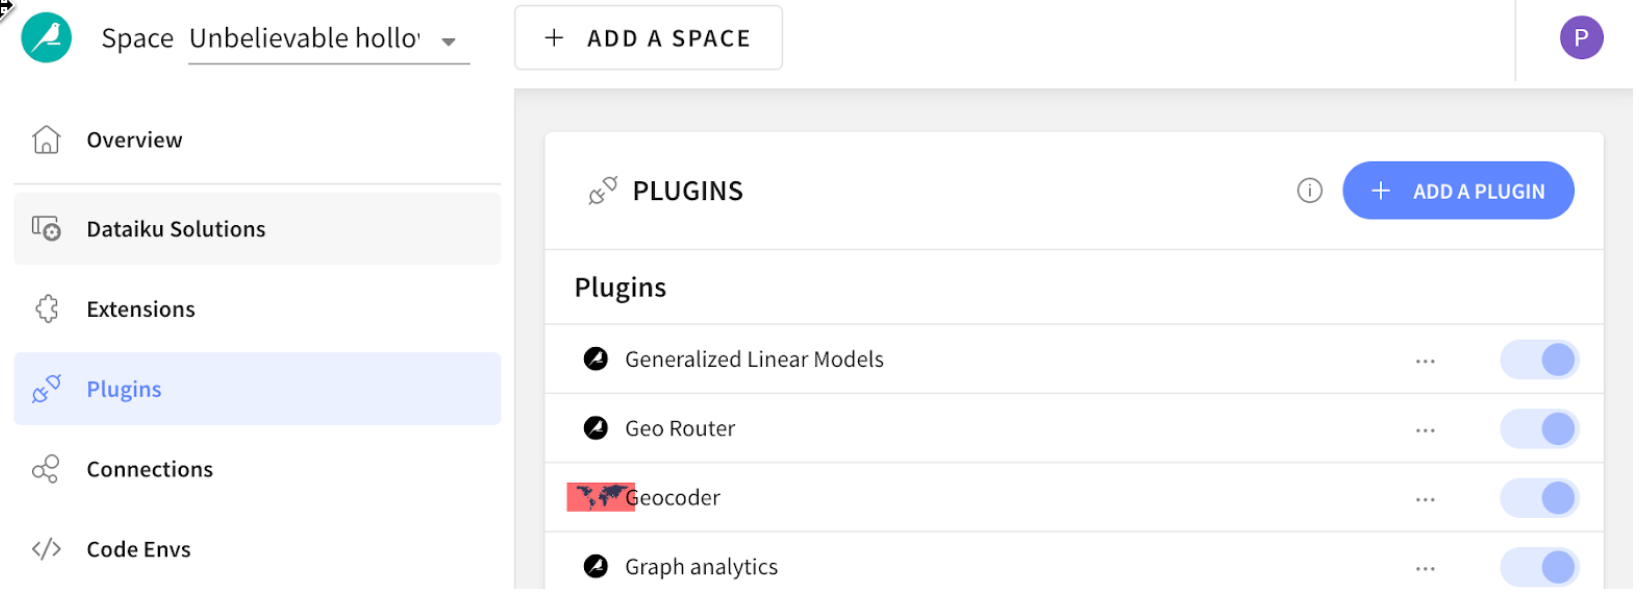 Space Unbelievable hollo
+ ADD A SPACE
P
Overview
Dataiku Solutions
Extensions
Plugins
Connections
Code Envs
PLUGINS
+ ADD A PLUGIN
Plugins
Generalized Linear Models
Geo Router
Geocoder
Graph analytics